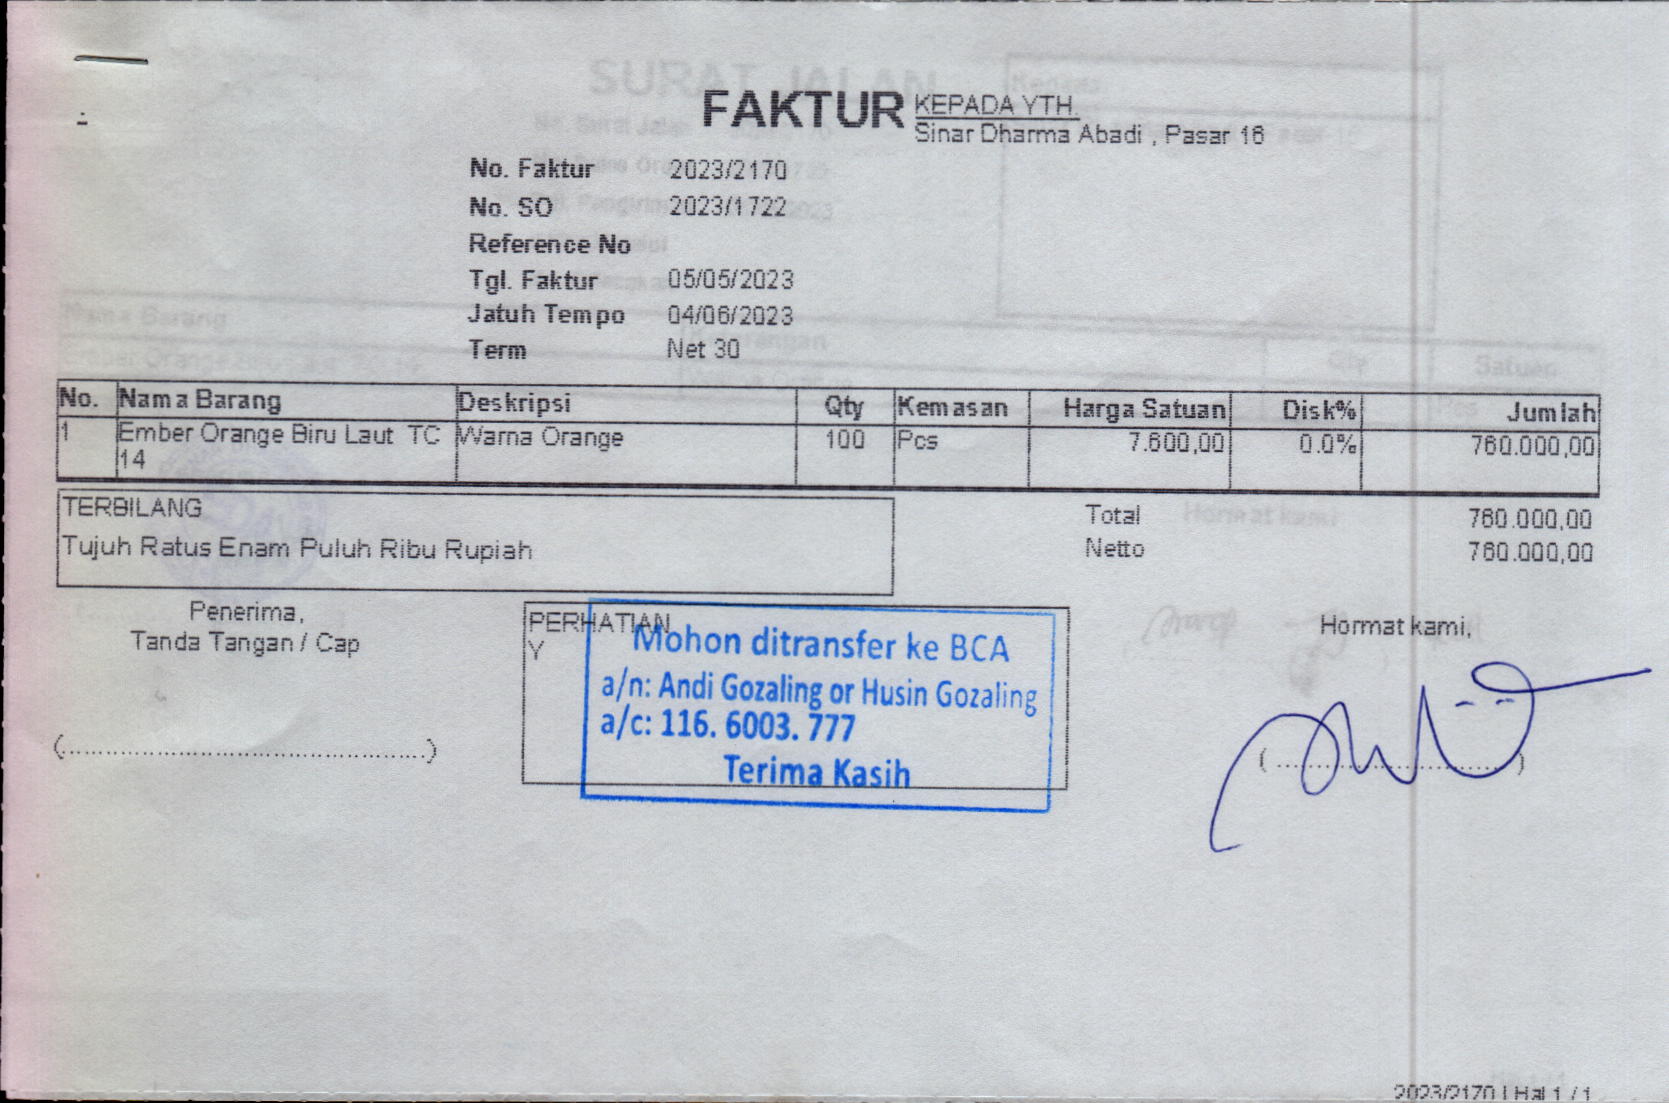 FAKTUR
KEPADA YTH.
Sinar Dharma Abadi , Pasar 16
No. Faktur 2023/2170
No. SO 2023/1722
Reference No
Tgl. Faktur 05/05/2023
Jatuh Tempo 04/06/2023
Term Net 30
No. Nama Barang Deskripsi Qty Kemasan Harga Satuan Disk% Jumlah
1 Ember Orange Biru Laut TC Warna Orange 100 Pcs 7.600,00 0.0% 760.000,00
14
TERBILANG
Tujuh Ratus Enam Puluh Ribu Rupiah
Total 760.000,00
Netto 760.000,00
Penerima,
Tanda Tangan / Cap
(........................................)
PERHATIAN
Y
Mohon ditransfer ke BCA
a/n: Andi Gozaling or Husin Gozaling
a/c: 116. 6003. 777
Terima Kasih
Hormat kami,
(............................)
2023/2170 | Hal 1 / 1